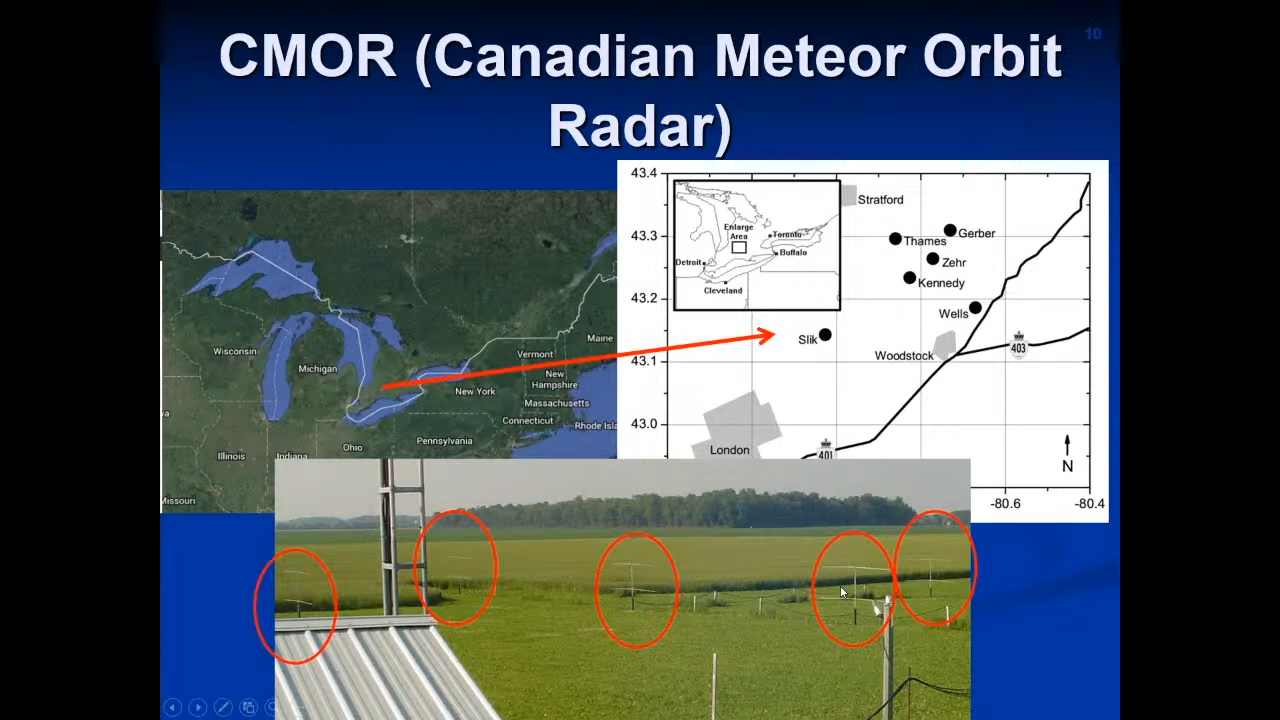 10
CMOR (Canadian Meteor Orbit
Radar)
Wisconsin
Michigan
Illinois
Indiana
Ohio
Pennsylvania
New York
Vermont
New
Hampshire
Maine
Massachusetts
Connecticut
Rhode Isla
Missouri
43.4
43.3
43.2
43.1
43.0
Enlarge
Area
Toronto
Buffalo
Detroit
Cleveland
Stratford
Gerber
Thames
Zehr
Kennedy
Wells
Slik
Woodstock
403
London
401
N
-80.6
-80.4